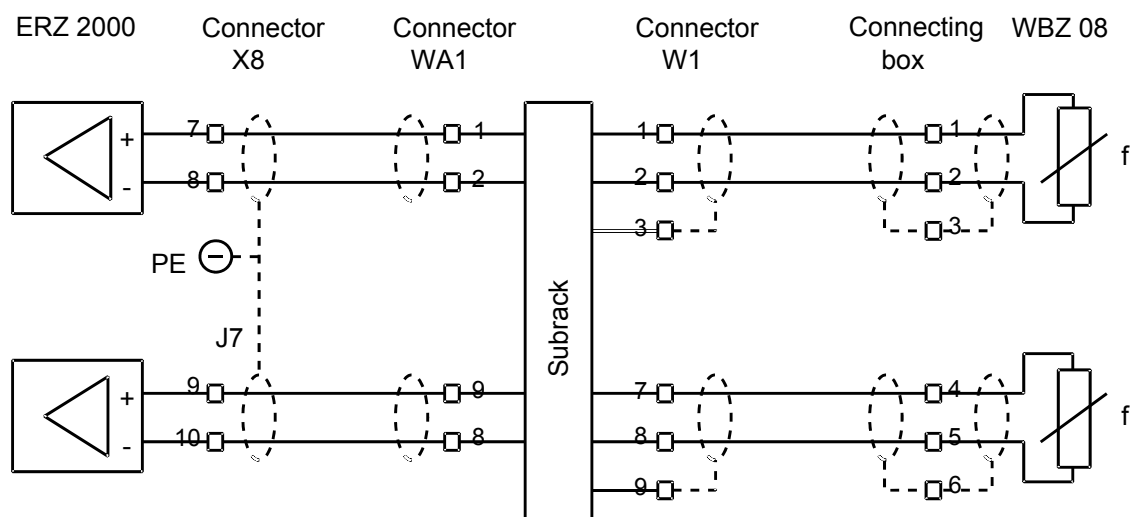 ERZ 2000 Connector X8 Connector WA1 Connector W1 Connecting box WBZ 08
+ 7 1 1 1 f
- 8 2 2 2
3 3
PE
Subrack
J7
+ 9 9 7 4 f
- 10 8 8 5
9 6